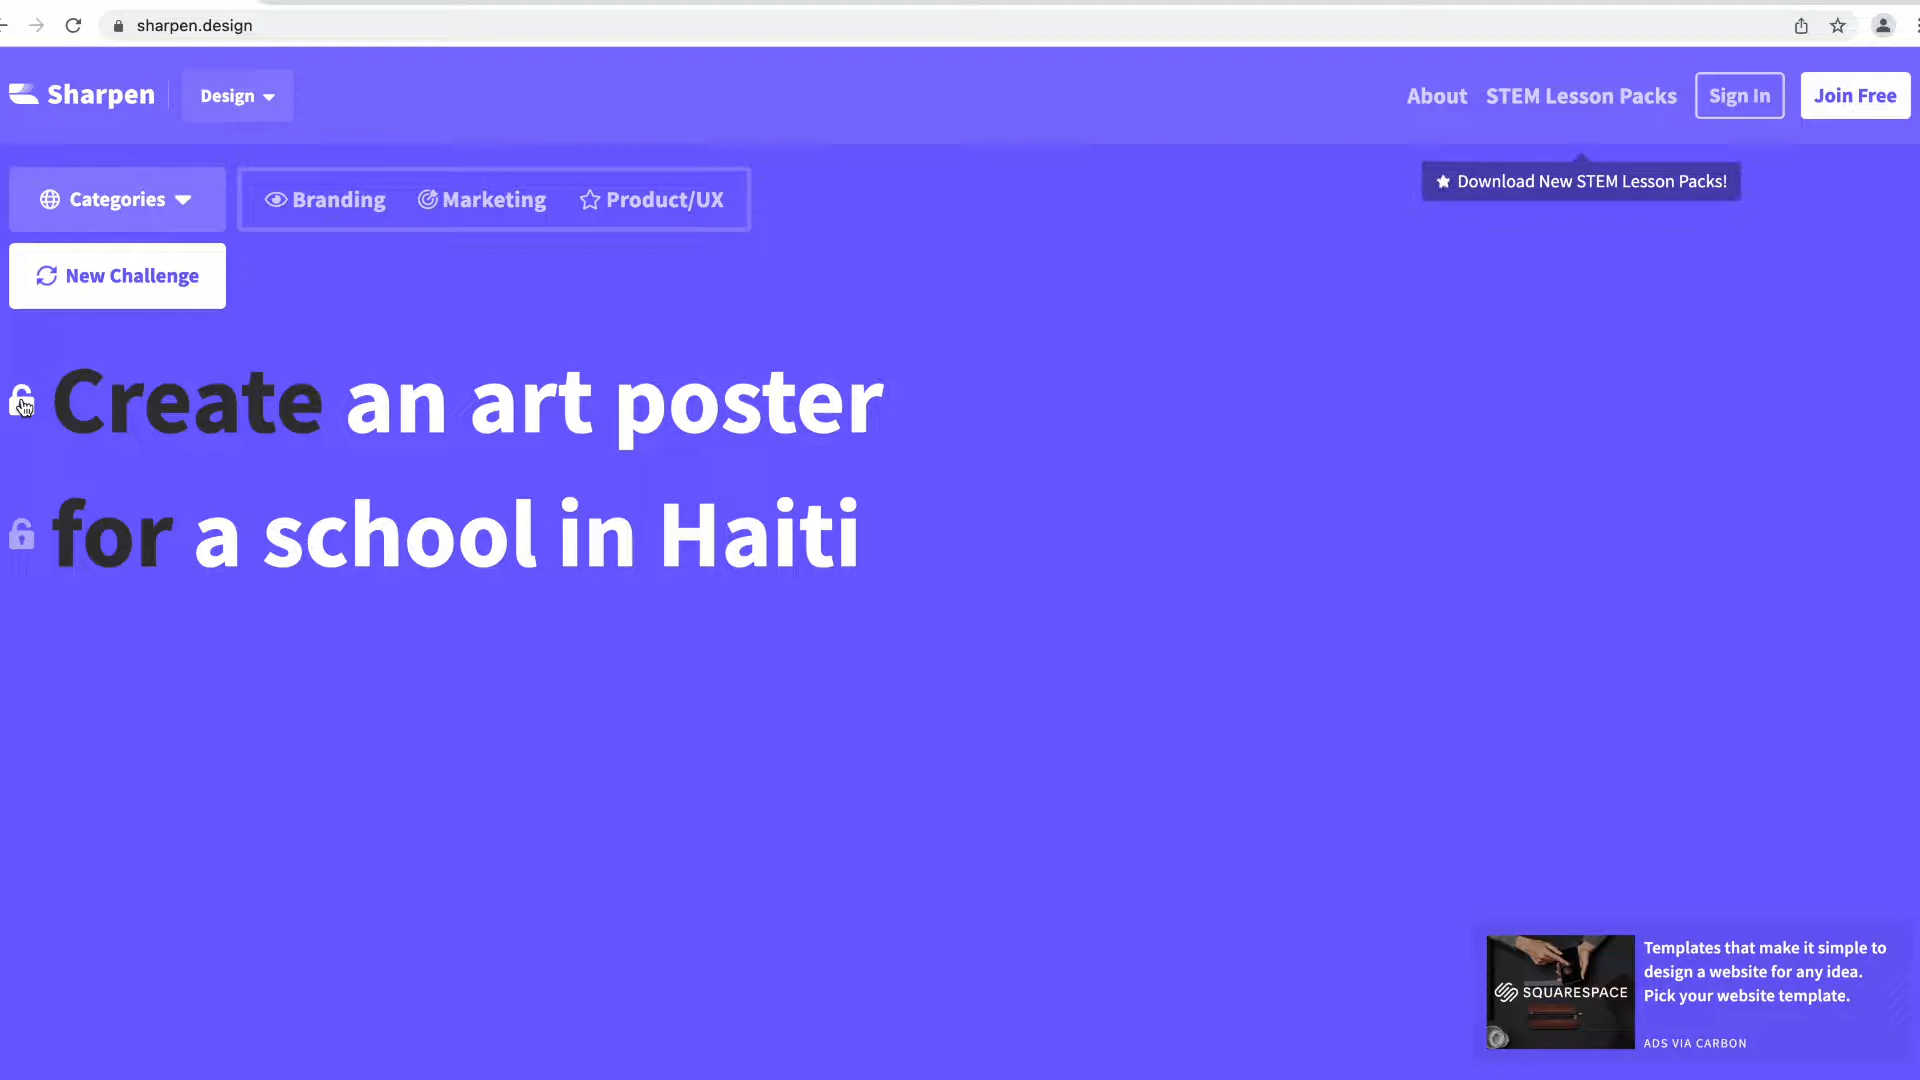 sharpen.design
Sharpen
Design
About
STEM Lesson Packs
Sign In
Join Free
Categories
Branding
Marketing
Product/UX
Download New STEM Lesson Packs!
New Challenge
Create an art poster
for a school in Haiti
SQUARESPACE
Templates that make it simple to
design a website for any idea.
Pick your website template.
ADS VIA CARBON